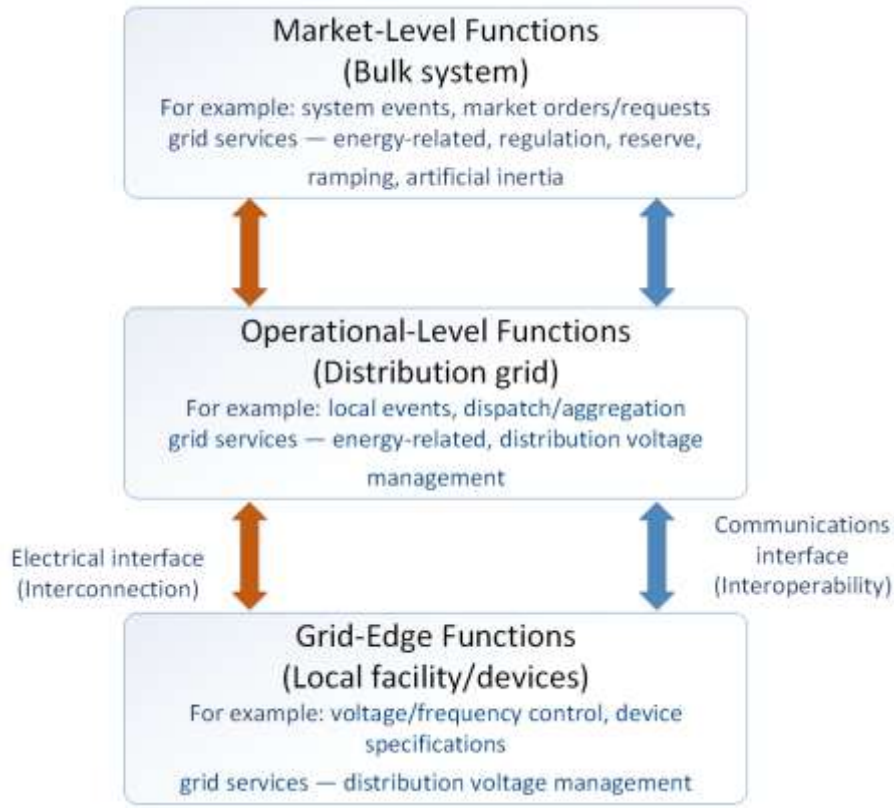 Market-Level Functions
(Bulk system)
For example: system events, market orders/requests
grid services — energy-related, regulation, reserve,
ramping, artificial inertia
Operational-Level Functions
(Distribution grid)
For example: local events, dispatch/aggregation
grid services — energy-related, distribution voltage
management
Electrical interface
(Interconnection)
Communications
interface
(Interoperability)
Grid-Edge Functions
(Local facility/devices)
For example: voltage/frequency control, device
specifications
grid services — distribution voltage management